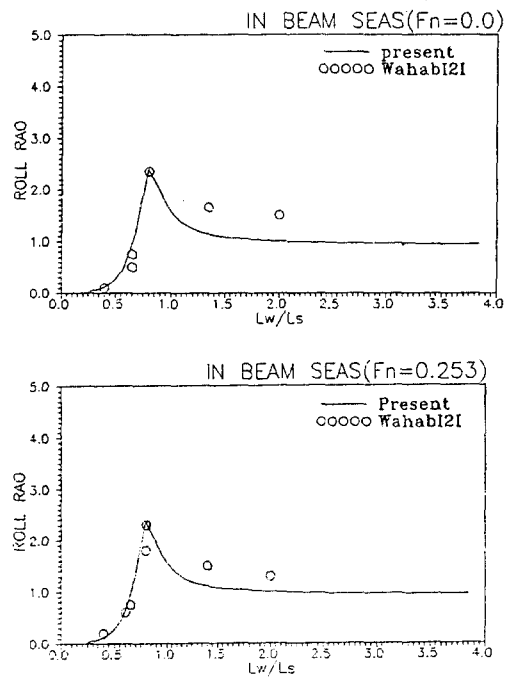 IN BEAM SEAS(Fn=0.0)
5.0
present
WahabI2I
4.0
3.0
ROLL RAO
2.0
1.0
0.0
0.0 0.5 1.0 1.5 2.0 2.5 3.0 3.5 4.0
Lw/Ls
IN BEAM SEAS(Fn=0.253)
5.0
Present
WahabI2I
4.0
3.0
ROLL RAO
2.0
1.0
0.0
0.0 0.5 1.0 1.5 2.0 2.5 3.0 3.5 4.0
Lw/Ls